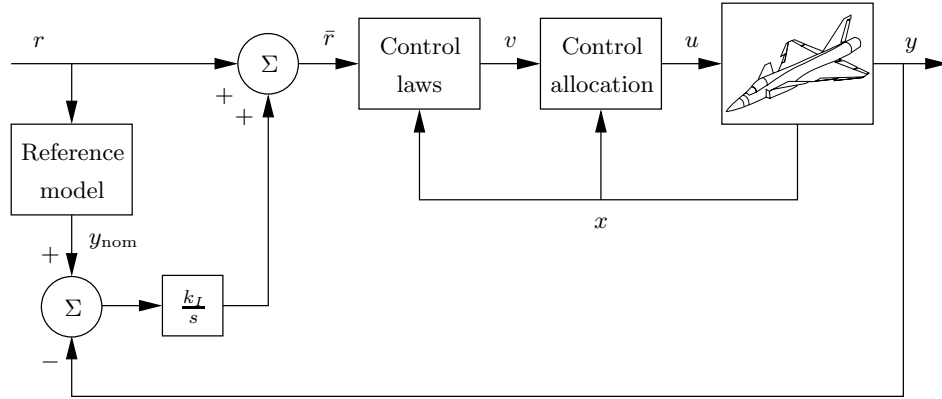 r
r̄
v
u
y
Σ
Control
laws
Control
allocation
+
+
Reference
model
x
y_nom
+
Σ
k_I
s
−